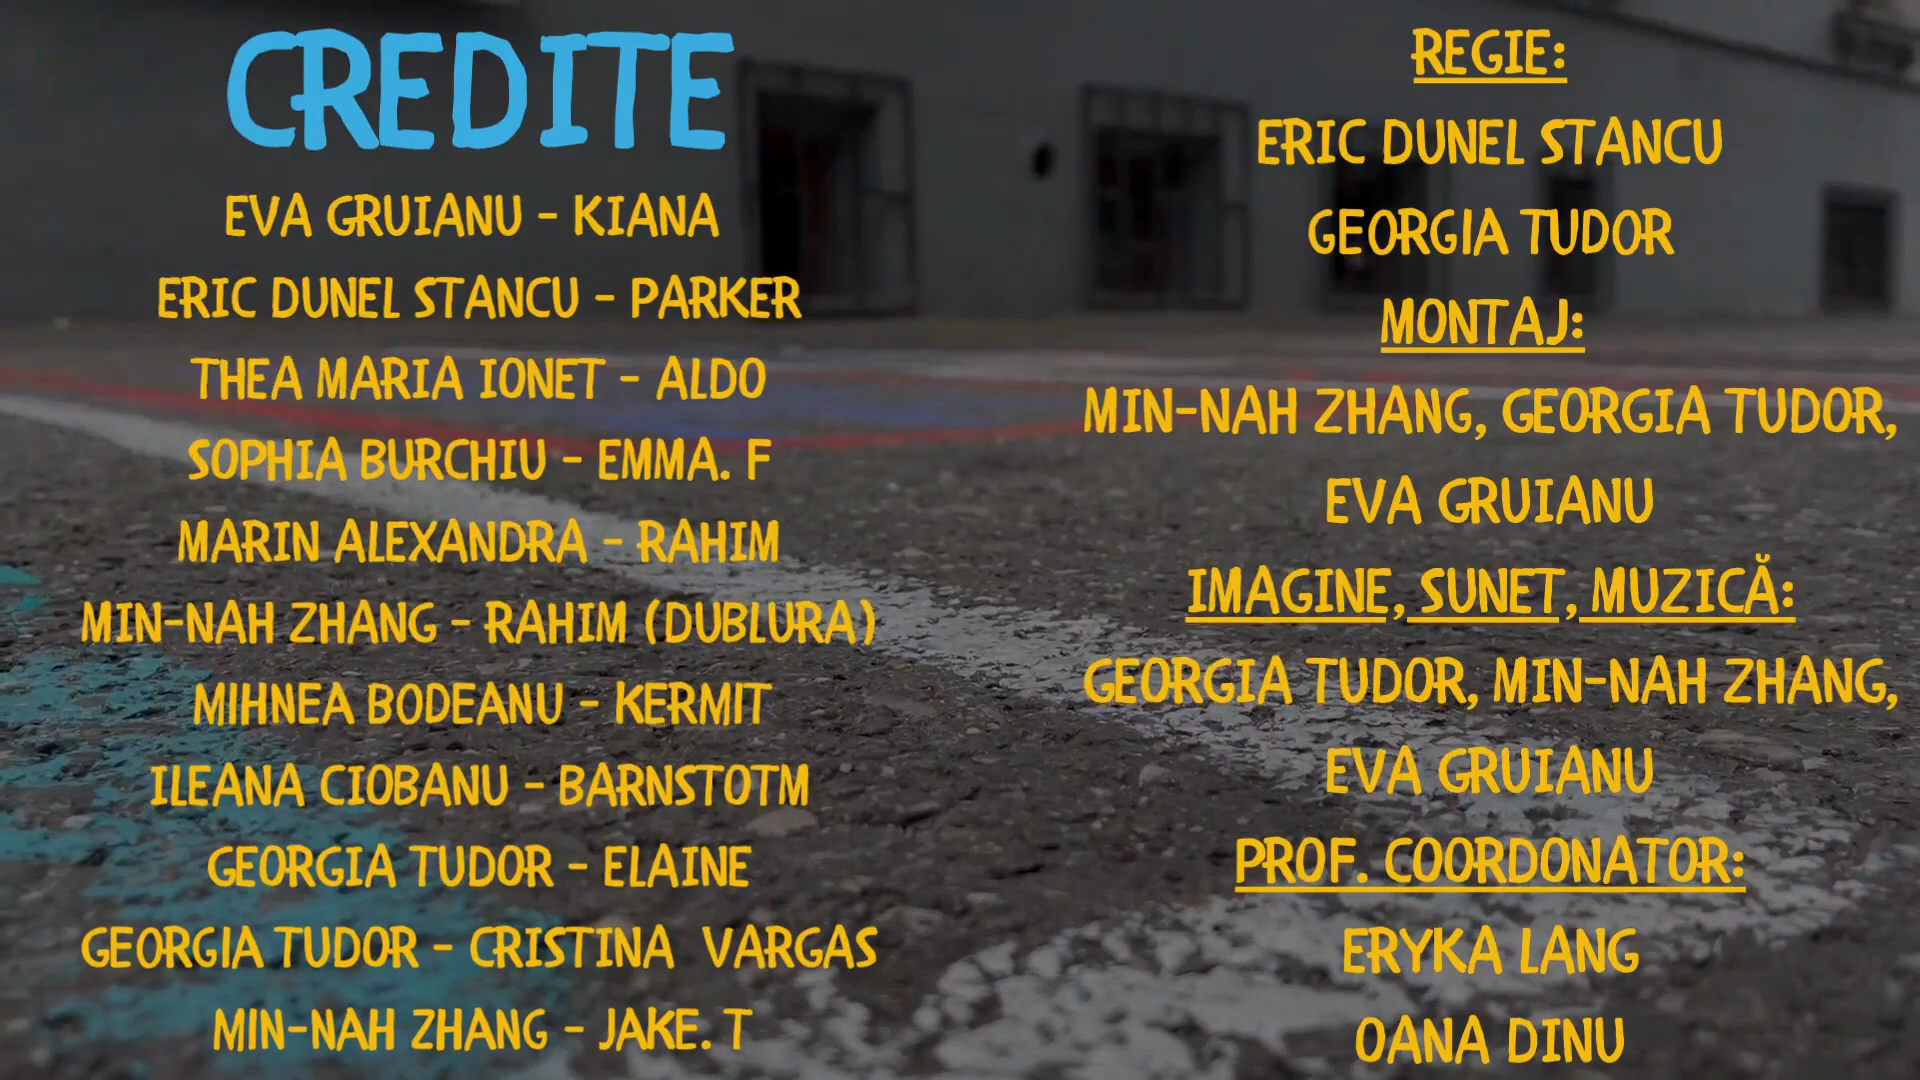 CREDITE
EVA GRUIANU - KIANA
ERIC DUNEL STANCU - PARKER
THEA MARIA IONET - ALDO
SOPHIA BURCHIU - EMMA. F
MARIN ALEXANDRA - RAHIM
MIN-NAH ZHANG - RAHIM (DUBLURA)
MIHNEA BODEANU - KERMIT
ILEANA CIOBANU - BARNSTOTM
GEORGIA TUDOR - ELAINE
GEORGIA TUDOR - CRISTINA VARGAS
MIN-NAH ZHANG - JAKE. T
REGIE:
ERIC DUNEL STANCU
GEORGIA TUDOR
MONTAJ:
MIN-NAH ZHANG, GEORGIA TUDOR,
EVA GRUIANU
IMAGINE, SUNET, MUZICĂ:
GEORGIA TUDOR, MIN-NAH ZHANG,
EVA GRUIANU
PROF. COORDONATOR:
ERYKA LANG
OANA DINU